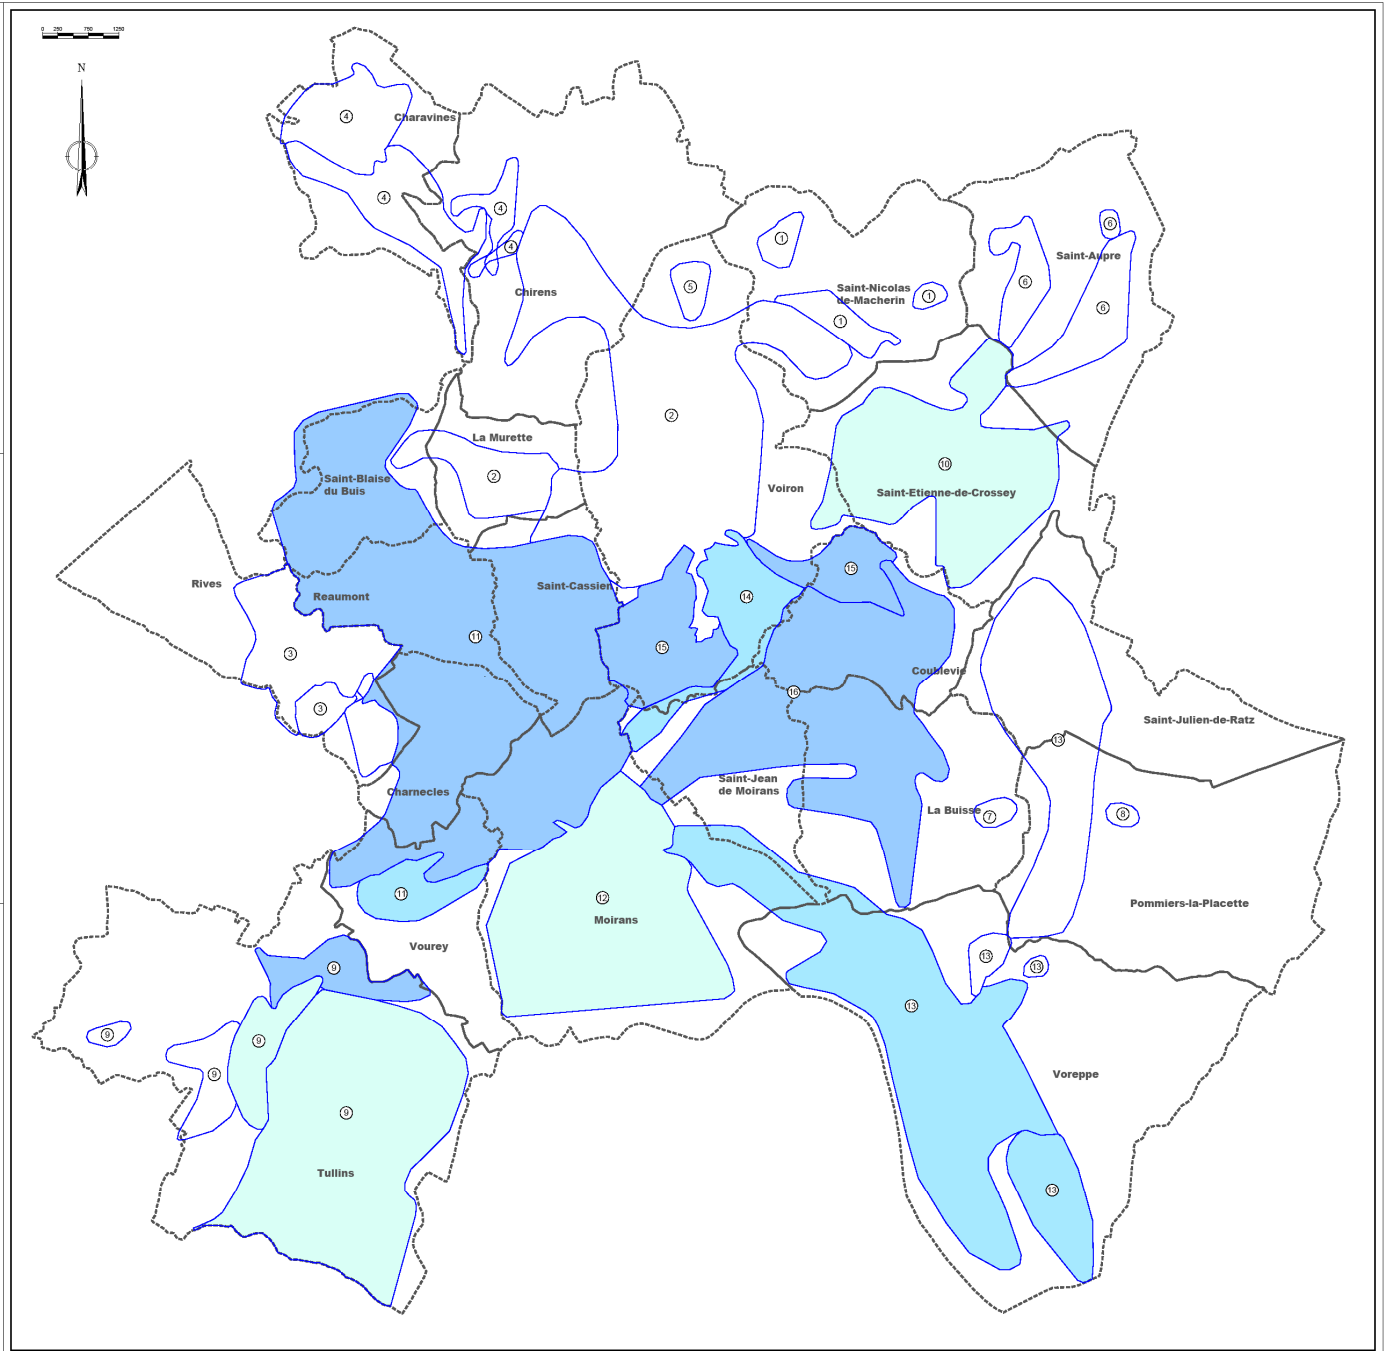 0 250 750 1250
N
4
Charavines
4
4
4
Chirens
5
1
Saint-Nicolas
de-Macherin
1
1
6
Saint-Aupre
6
6
2
La Murette
2
Saint-Blaise
du Buis
Voiron
10
Saint-Etienne-de-Crossey
Rives
Reaumont
Saint-Cassien
11
3
3
14
15
15
16
Coublevie
Saint-Julien-de-Ratz
13
Saint-Jean
de Moirans
Charnecles
La Buisse
7
8
11
12
Moirans
Pommiers-la-Placette
Vourey
9
13
13
13
9
9
9
9
Voreppe
Tullins
13